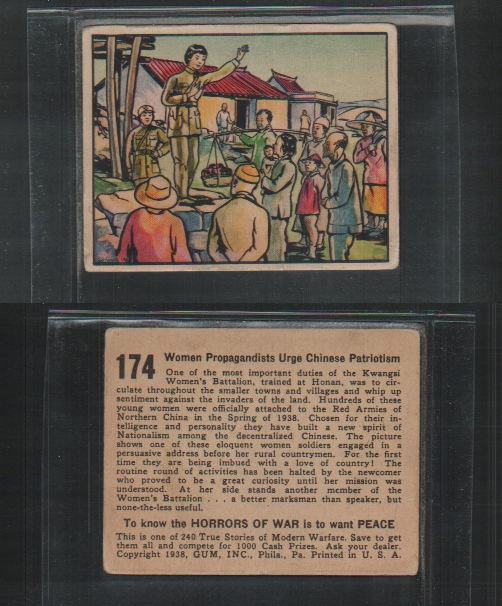 174
Women Propagandists Urge Chinese Patriotism
One of the most important duties of the Kwangsi
Women's Battalion, trained at Honan, was to cir-
culate throughout the smaller towns and villages and whip up
sentiment against the invaders of the land. Hundreds of these
young women were officially attached to the Red Armies of
Northern China in the Spring of 1938. Chosen for their in-
telligence and personality they have built a new spirit of
Nationalism among the decentralized Chinese. The picture
shows one of these eloquent women soldiers engaged in a
persuasive address before her rural countrymen. For the first
time they are being imbued with a love of country! The
routine round of activities has been halted by the newcomer
who proved to be a great curiosity until her mission was
understood. At her side stands another member of the
Women's Battalion . . . a better marksman than speaker, but
none-the-less useful.
To know the HORRORS OF WAR is to want PEACE
This is one of 240 True Stories of Modern Warfare. Save to get
them all and compete for 1000 Cash Prizes. Ask your dealer.
Copyright 1938, GUM, INC., Phila., Pa. Printed in U. S. A.